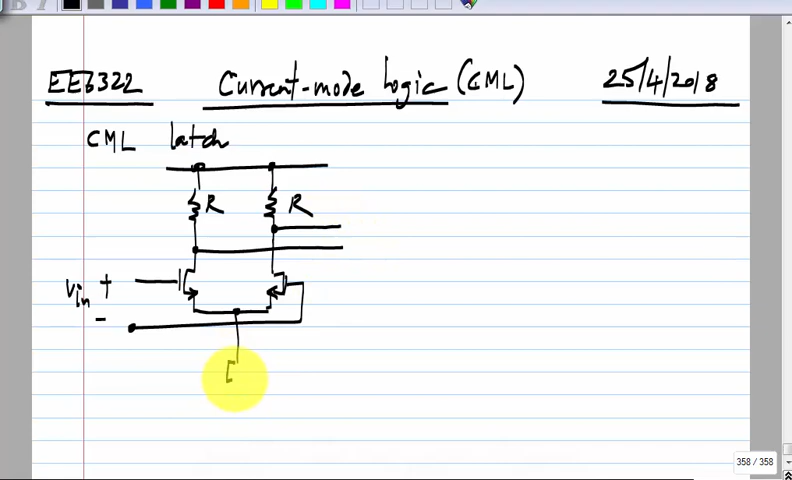 EE6322 Current-mode Logic (CML) 25/4/2018
CML latch
R R
Vin + -
358 / 358